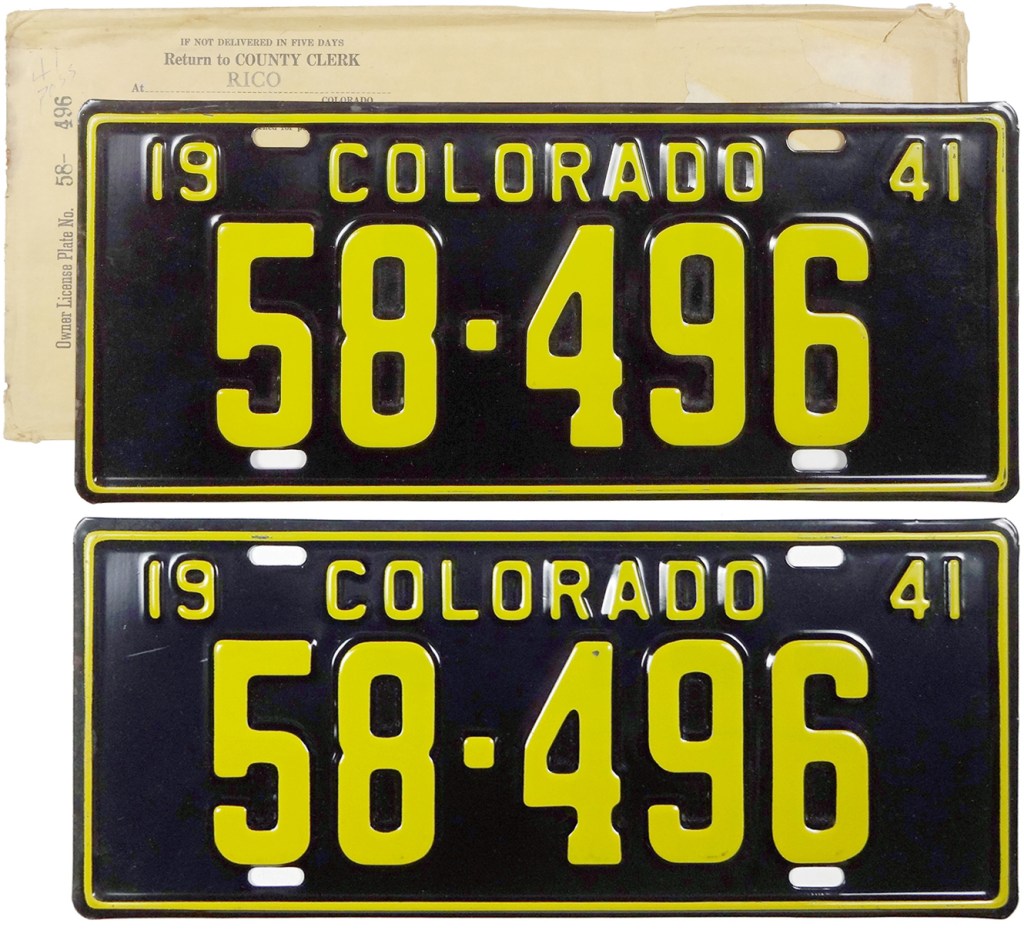 IF NOT DELIVERED IN FIVE DAYS
Return to COUNTY CLERK
RICO
At
COLORADO
Owner License Plate No. 58- 496
19 COLORADO 41
58·496
19 COLORADO 41
58·496